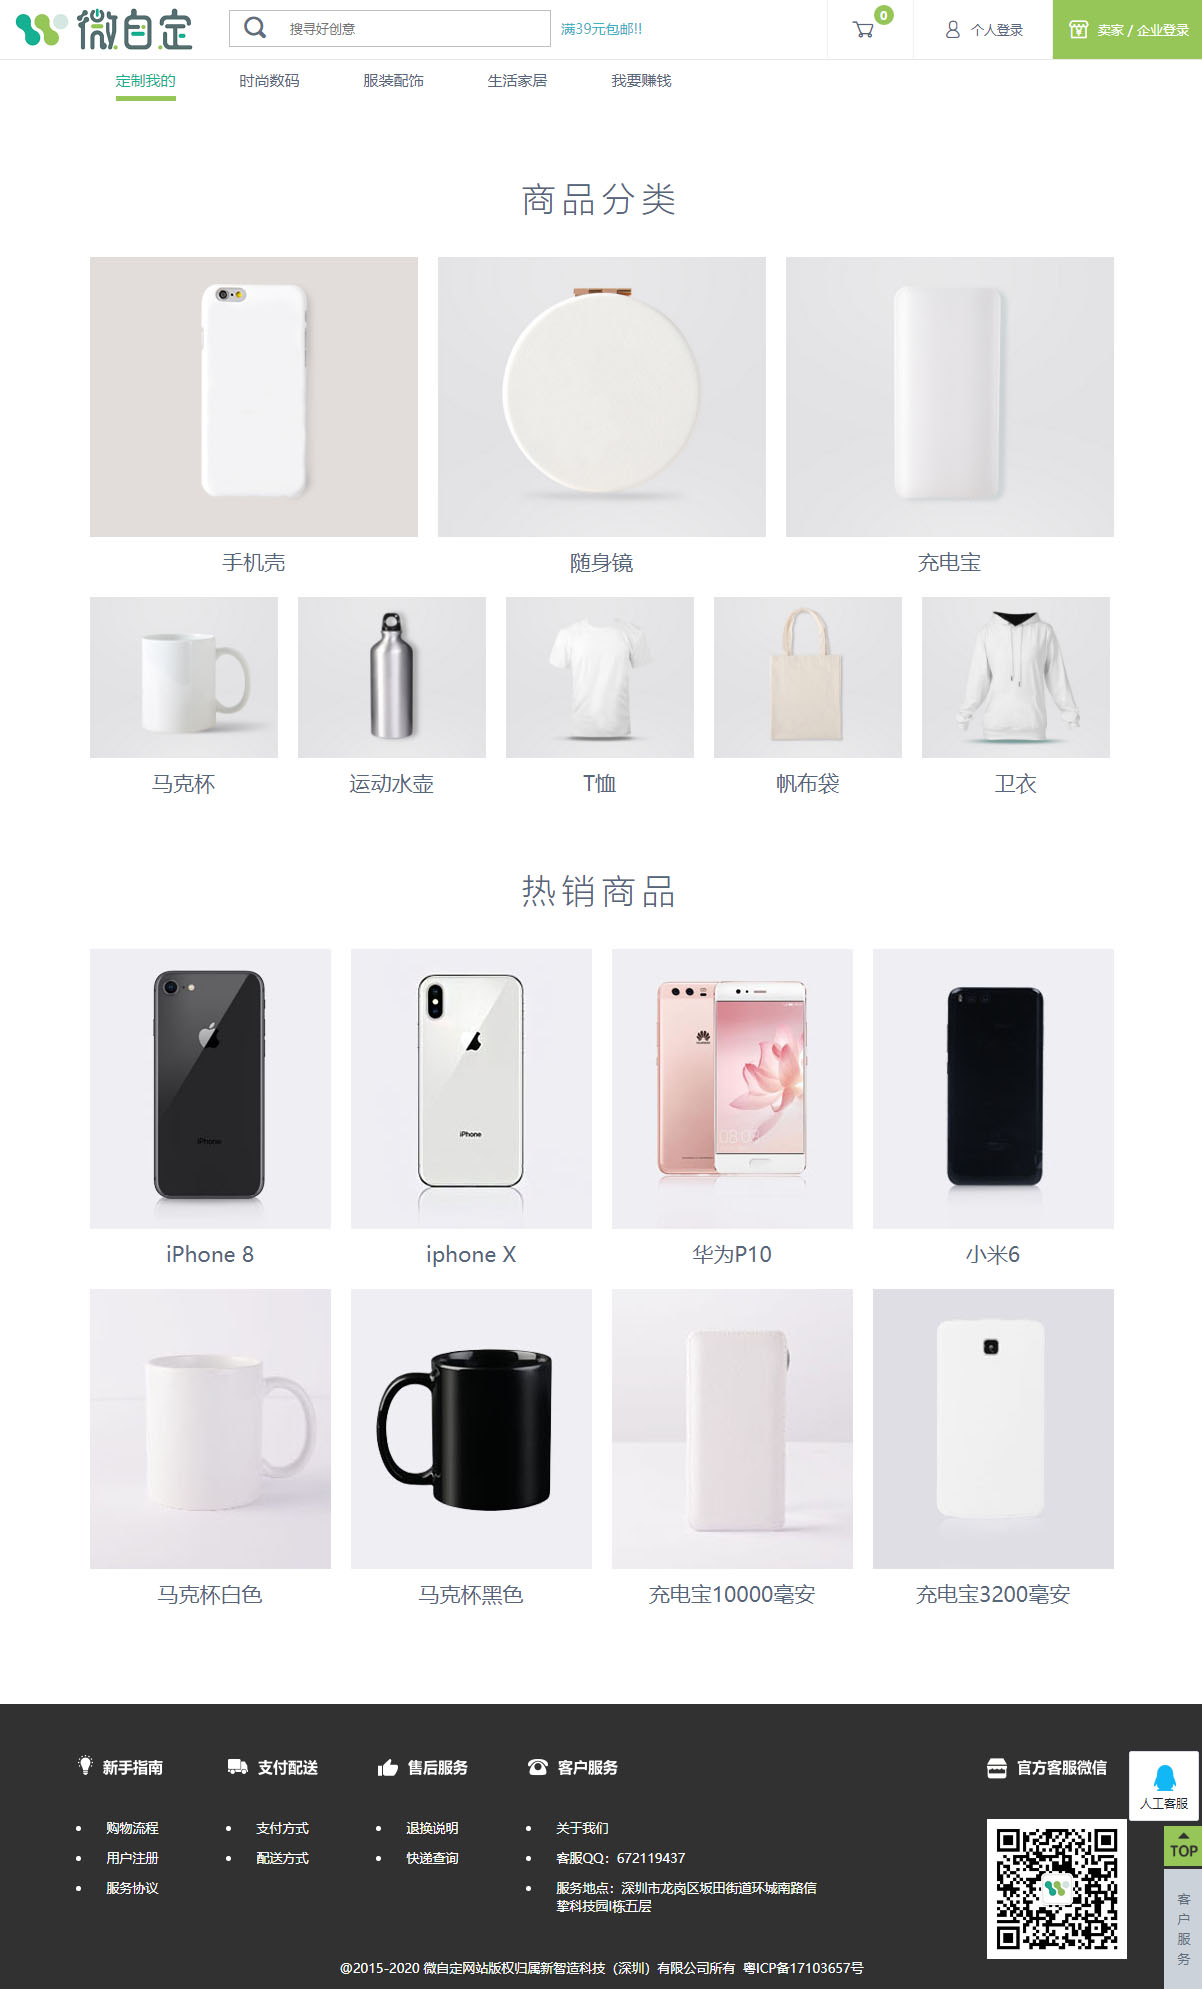 微自定
搜寻好创意
满39元包邮!!
0
个人登录
卖家 / 企业登录
定制我的
时尚数码
服装配饰
生活家居
我要赚钱
商品分类
手机壳
随身镜
充电宝
马克杯
运动水壶
T恤
帆布袋
卫衣
热销商品
iPhone
iPhone
HUAWEI
08:08
iPhone 8
iphone X
华为P10
小米6
马克杯白色
马克杯黑色
充电宝10000毫安
充电宝3200毫安
新手指南
支付配送
售后服务
客户服务
官方客服微信
购物流程
用户注册
服务协议
支付方式
配送方式
退换说明
快递查询
关于我们
客服QQ：672119437
服务地点：深圳市龙岗区坂田街道环城南路信
挚科技园I栋五层
人工客服
TOP
客
户
服
务
@2015-2020 微自定网站版权归属新智造科技（深圳）有限公司所有 粤ICP备17103657号